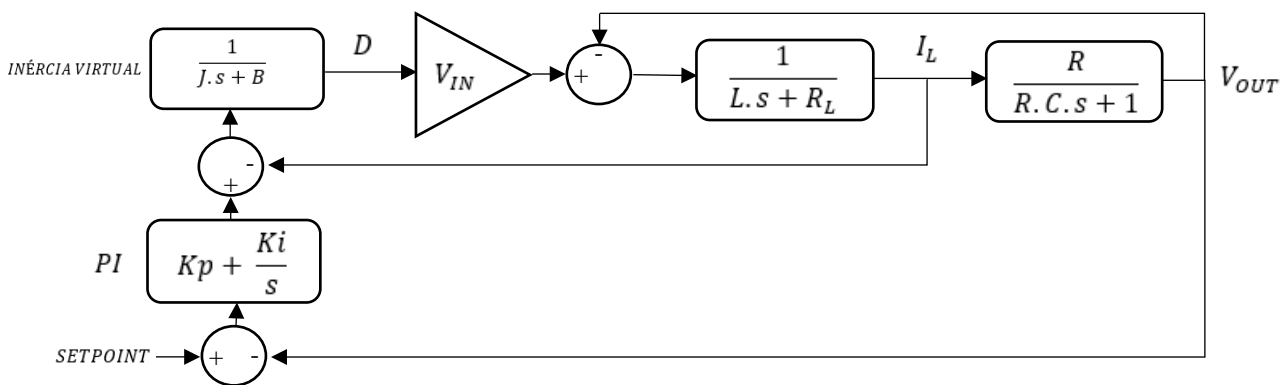 INÉRCIA VIRTUAL
1
J.s + B
D
V_IN
+
-
1
L.s + R_L
I_L
R
R.C.s + 1
V_OUT
-
+
PI
Kp + Ki/s
SETPOINT
+
-